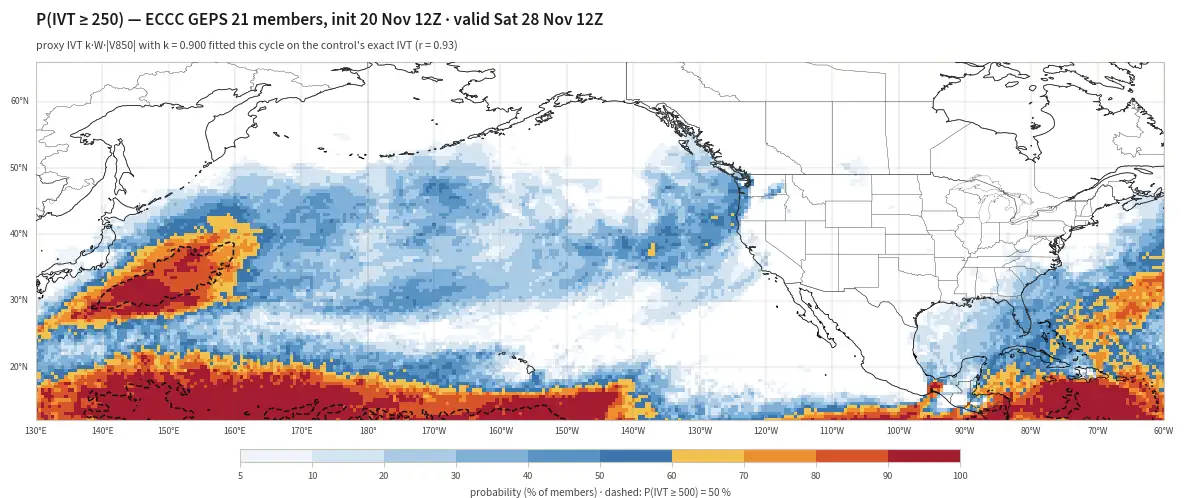 P(IVT ≥ 250) — ECCC GEPS 21 members, init 20 Nov 12Z · valid Sat 28 Nov 12Z
proxy IVT k·W·|V850| with k = 0.900 fitted this cycle on the control's exact IVT (r = 0.93)
60°N
50°N
40°N
30°N
20°N
130°E 140°E 150°E 160°E 170°E 180° 170°W 160°W 150°W 140°W 130°W 120°W 110°W 100°W 90°W 80°W 70°W 60°W
5 10 20 30 40 50 60 70 80 90 100
probability (% of members) · dashed: P(IVT ≥ 500) = 50 %